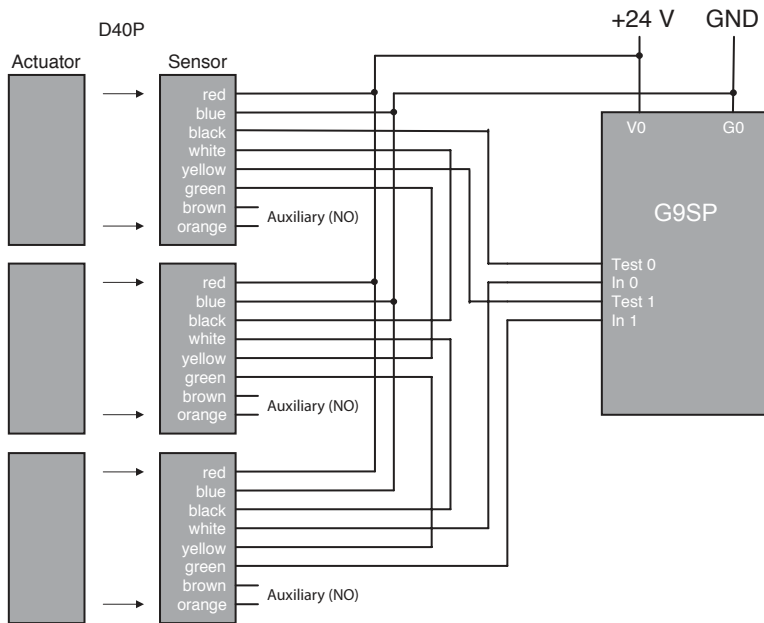 +24 V GND
D40P
Actuator Sensor
red
blue
black
white
yellow
green
brown
orange
Auxiliary (NO)
red
blue
black
white
yellow
green
brown
orange
Auxiliary (NO)
red
blue
black
white
yellow
green
brown
orange
Auxiliary (NO)
V0 G0
G9SP
Test 0
In 0
Test 1
In 1